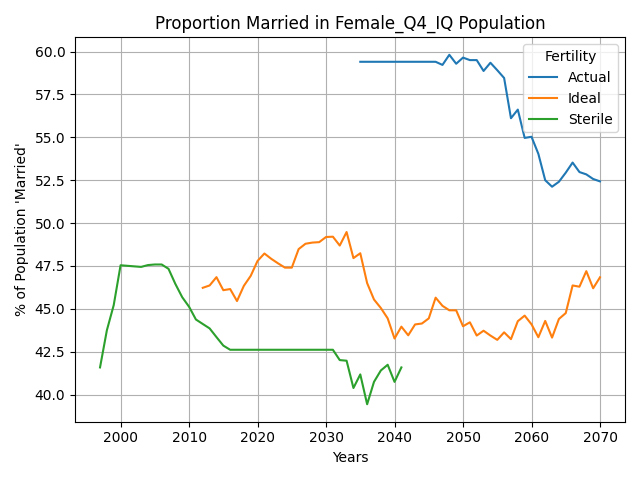 Proportion Married in Female_Q4_IQ Population
% of Population 'Married'
60.0
57.5
55.0
52.5
50.0
47.5
45.0
42.5
40.0
Fertility
Actual
Ideal
Sterile
2000 2010 2020 2030 2040 2050 2060 2070
Years